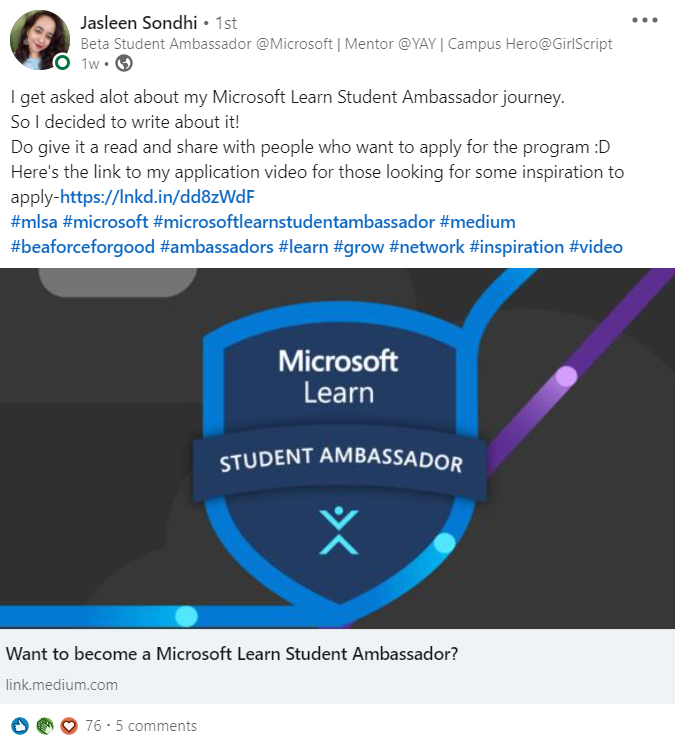 Jasleen Sondhi • 1st
Beta Student Ambassador @Microsoft | Mentor @YAY | Campus Hero@GirlScript
1w •
I get asked alot about my Microsoft Learn Student Ambassador journey.
So I decided to write about it!
Do give it a read and share with people who want to apply for the program :D
Here's the link to my application video for those looking for some inspiration to
apply-https://lnkd.in/dd8zWdF
#mlsa #microsoft #microsoftlearnstudentambassador #medium
#beaforceforgood #ambassadors #learn #grow #network #inspiration #video
Microsoft
Learn
STUDENT AMBASSADOR
Want to become a Microsoft Learn Student Ambassador?
link.medium.com
76 • 5 comments